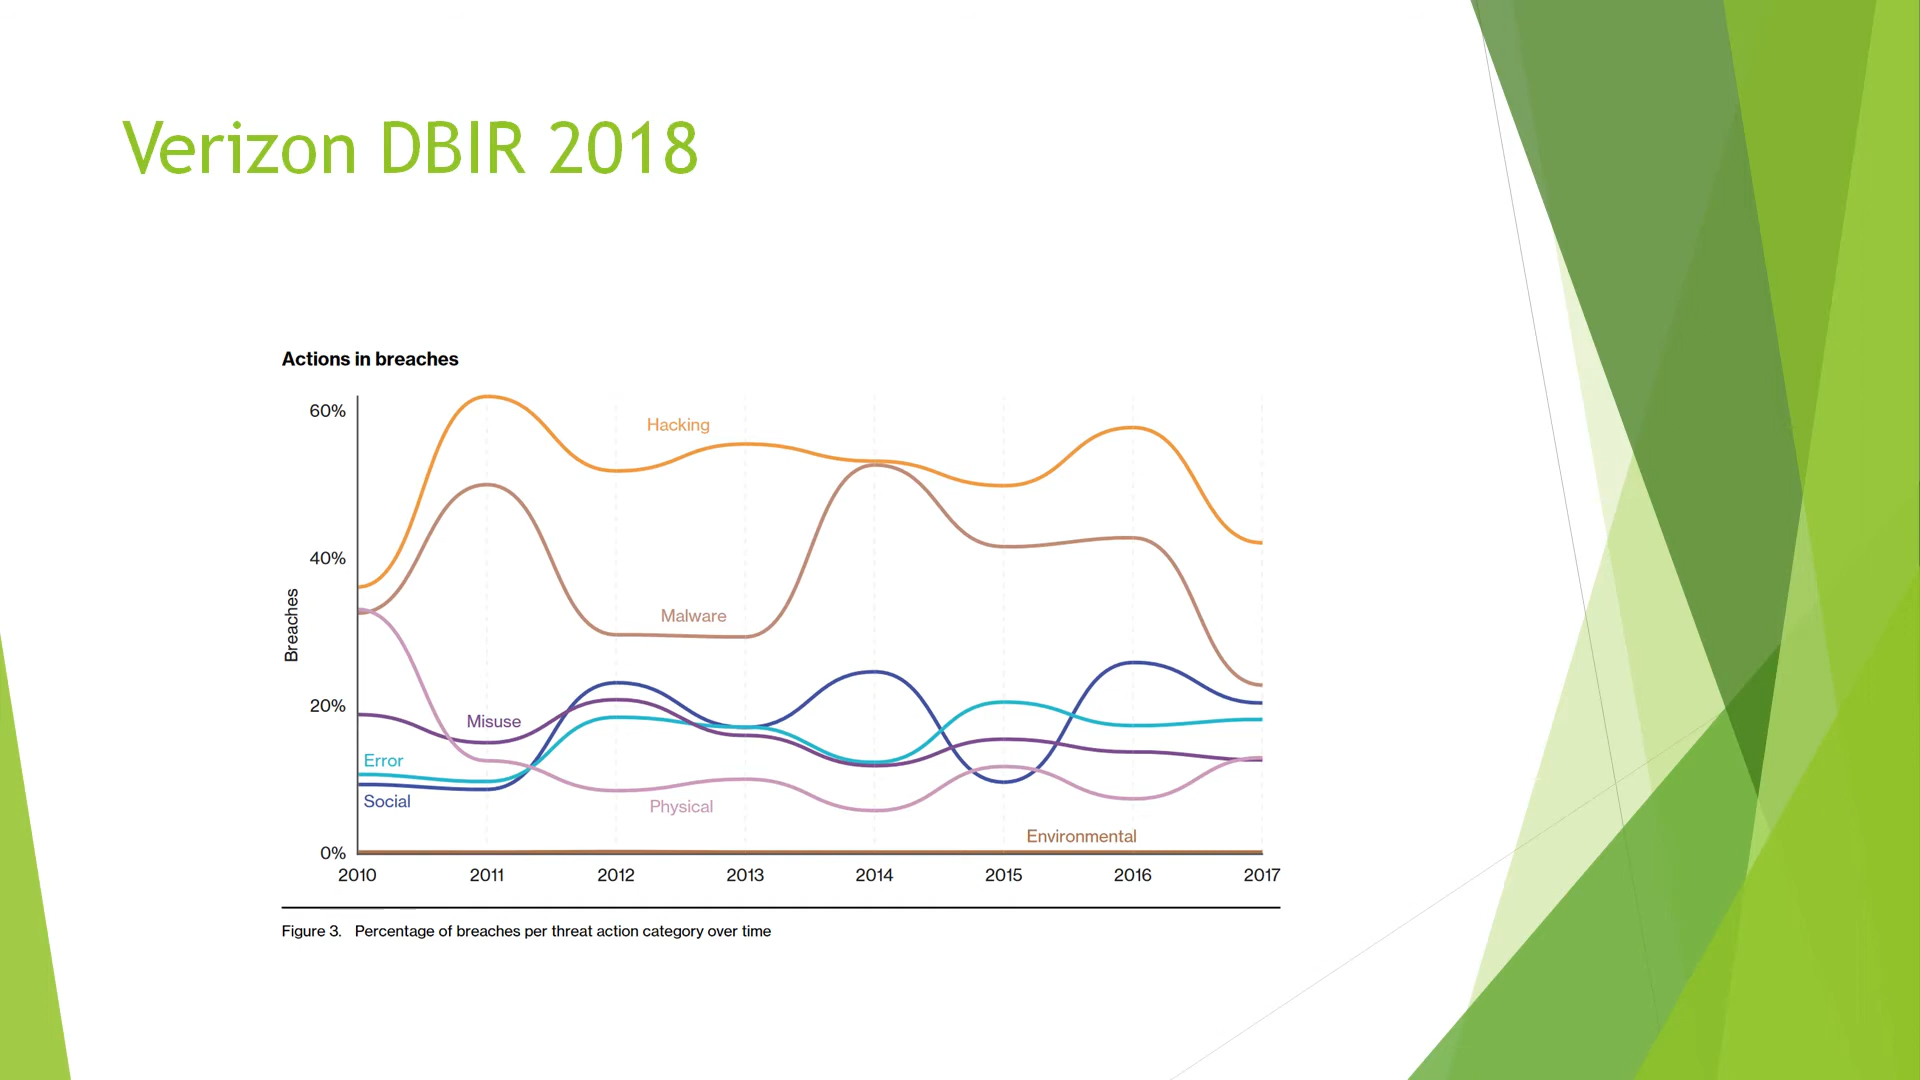 Verizon DBIR 2018
Actions in breaches
60%
40%
20%
0%
Breaches
Hacking
Malware
Misuse
Error
Social
Physical
Environmental
2010 2011 2012 2013 2014 2015 2016 2017
Figure 3. Percentage of breaches per threat action category over time